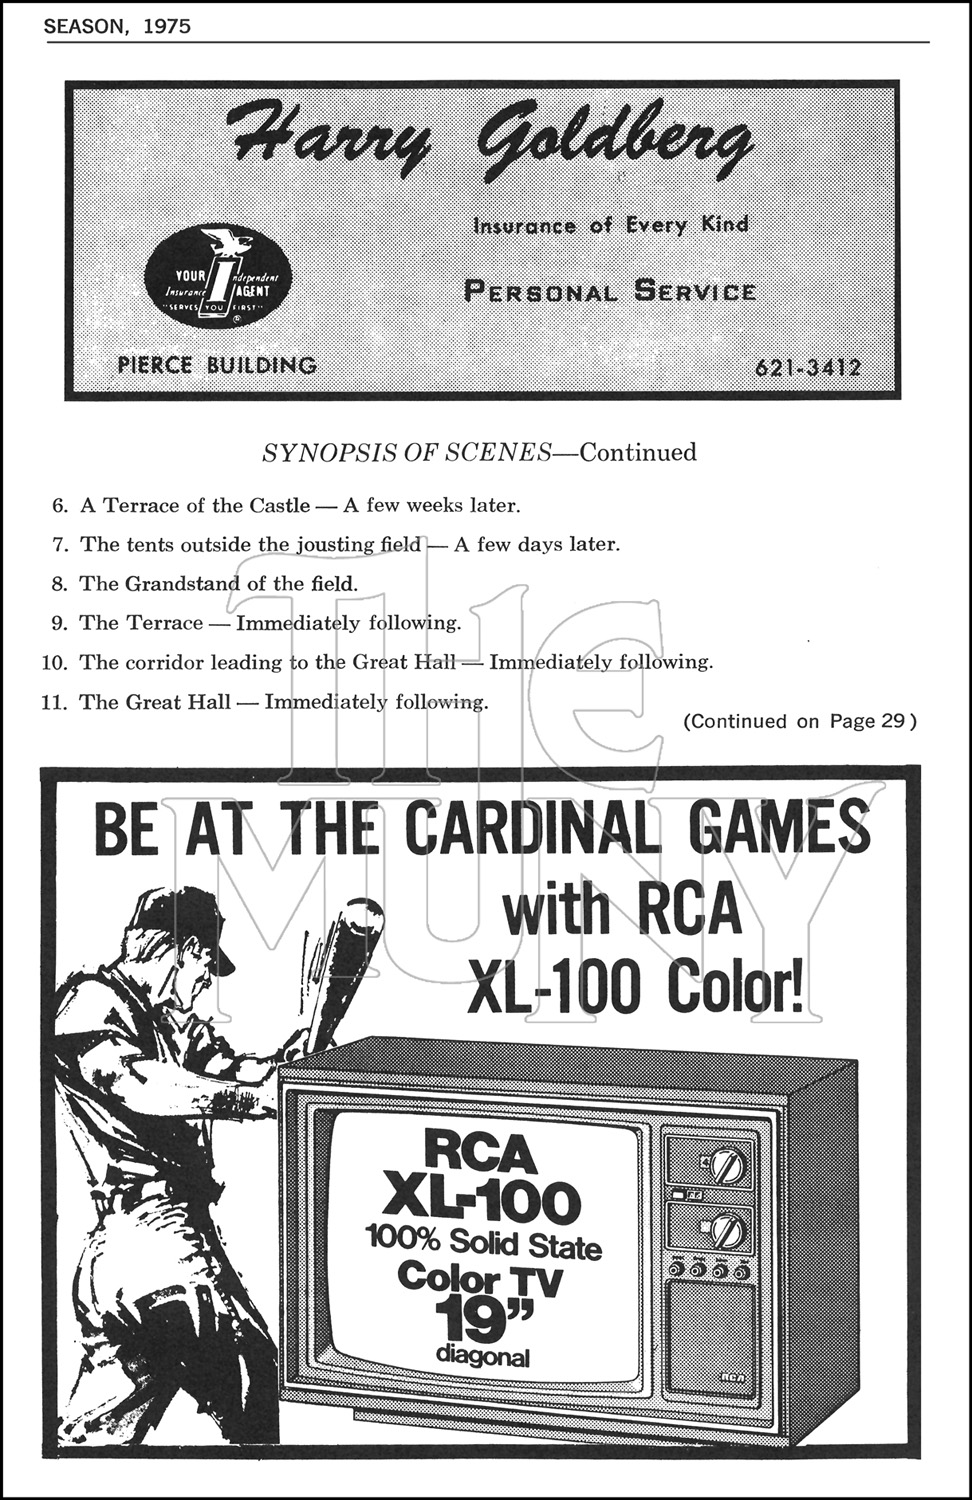 SEASON, 1975
Harry Goldberg
Insurance of Every Kind
PERSONAL SERVICE
YOUR Independent
Insurance AGENT
"SERVES YOU FIRST"
®
PIERCE BUILDING
621-3412
SYNOPSIS OF SCENES—Continued
6. A Terrace of the Castle — A few weeks later.
7. The tents outside the jousting field — A few days later.
8. The Grandstand of the field.
9. The Terrace — Immediately following.
10. The corridor leading to the Great Hall — Immediately following.
11. The Great Hall — Immediately following.
(Continued on Page 29)
THE
MUNY
BE AT THE CARDINAL GAMES
with RCA
XL-100 Color!
RCA
XL-100
100% Solid State
Color TV
19”
diagonal
4
RCA